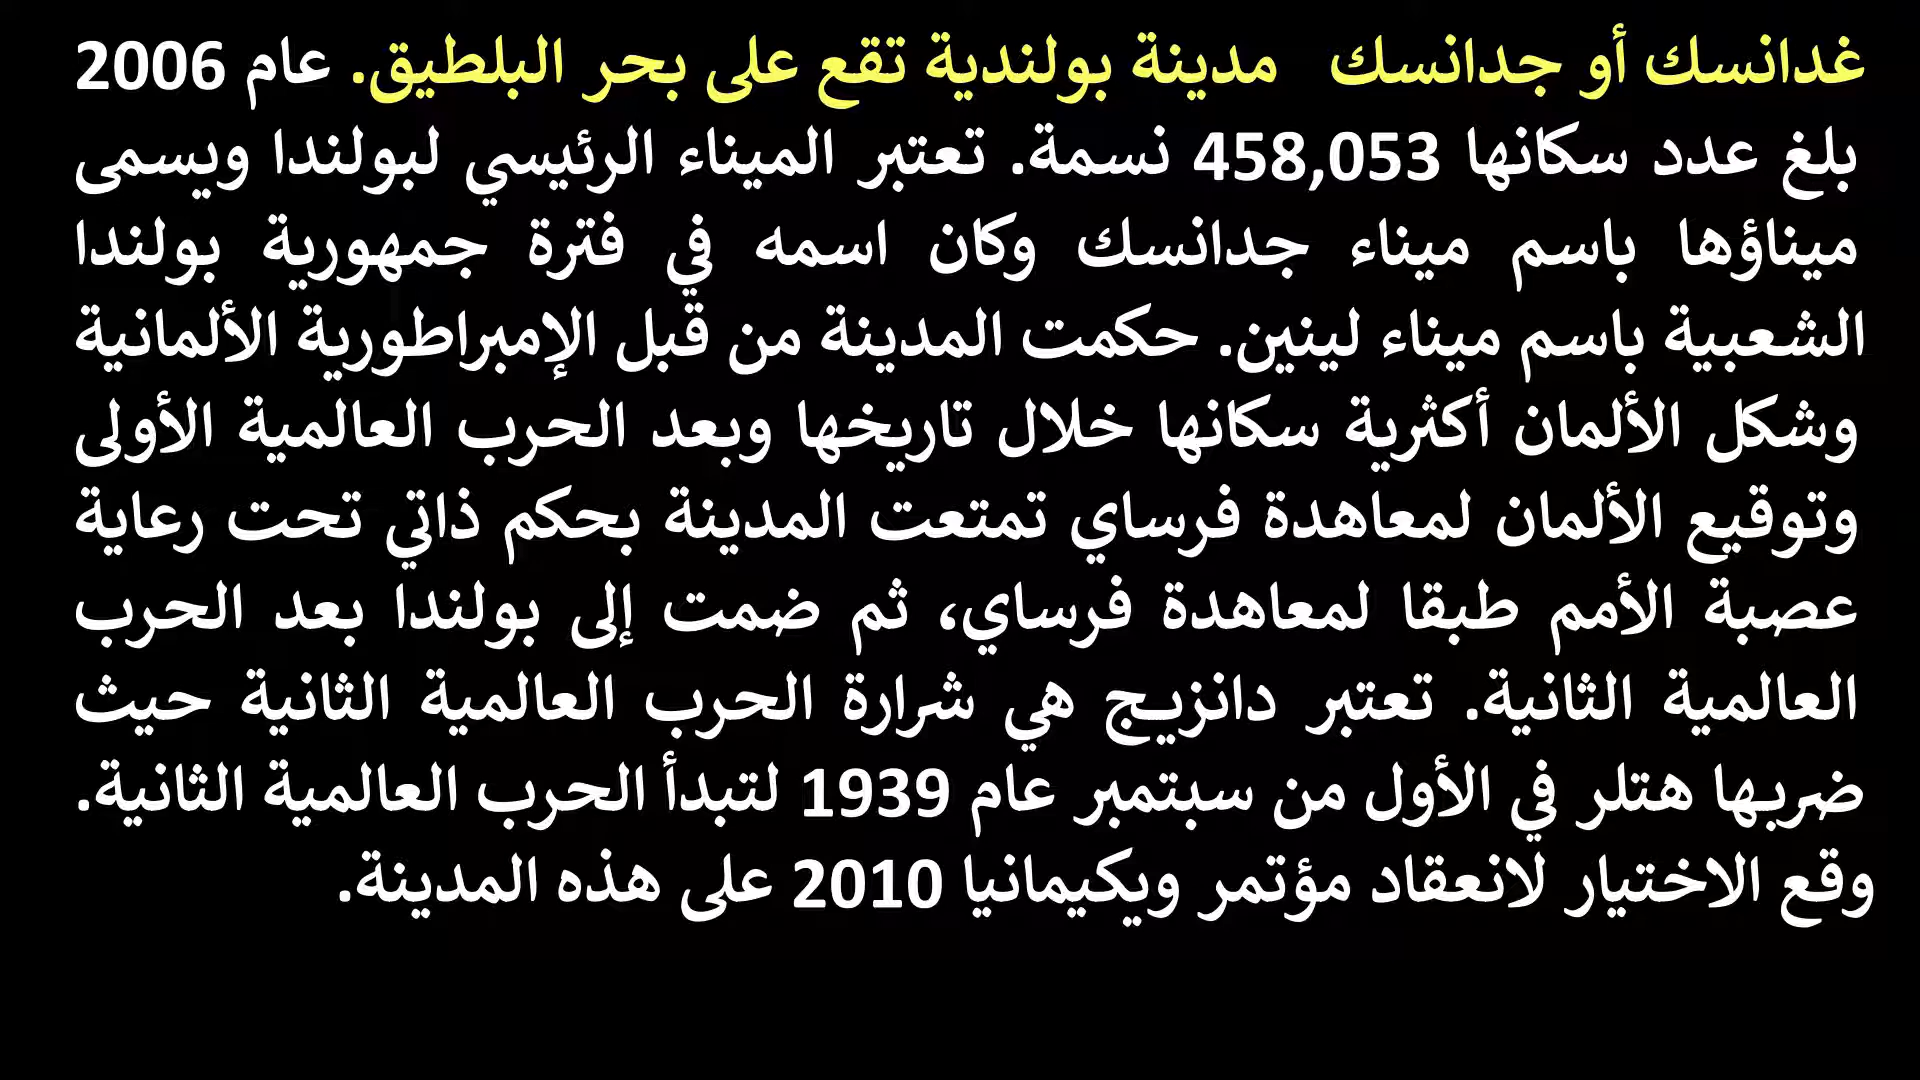 غدانسك أو جدانسك مدينة بولندية تقع على بحر البلطيق. عام 2006
بلغ عدد سكانها 458,053 نسمة. تعتبر الميناء الرئيسي لبولندا ويسمى
ميناؤها باسم ميناء جدانسك وكان اسمه في فترة جمهورية بولندا
الشعبية باسم ميناء لينين. حكمت المدينة من قبل الإمبراطورية الألمانية
وشكل الألمان أكثرية سكانها خلال تاريخها وبعد الحرب العالمية الأولى
وتوقيع الألمان لمعاهدة فرساي تمتعت المدينة بحكم ذاتي تحت رعاية
عصبة الأمم طبقا لمعاهدة فرساي، ثم ضمت إلى بولندا بعد الحرب
العالمية الثانية. تعتبر دانزيج هي شرارة الحرب العالمية الثانية حيث
ضربها هتلر في الأول من سبتمبر عام 1939 لتبدأ الحرب العالمية الثانية.
وقع الاختيار لانعقاد مؤتمر ويكيمانيا 2010 على هذه المدينة.